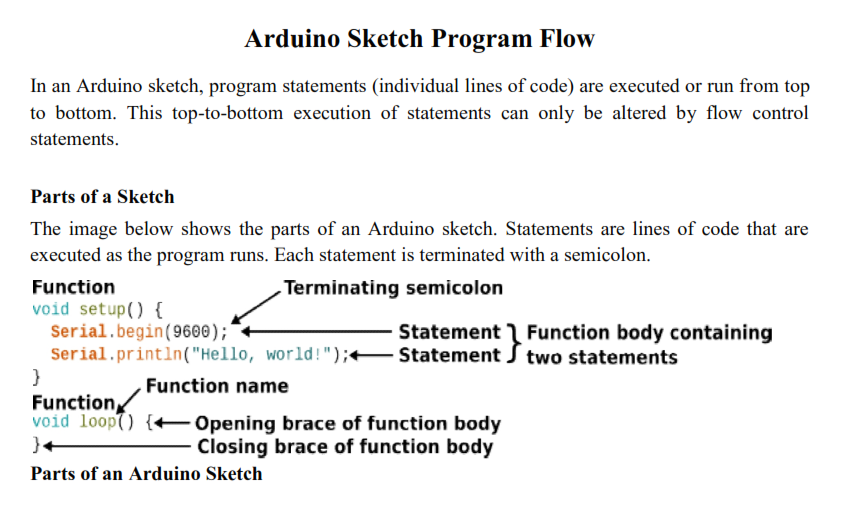 Arduino Sketch Program Flow
In an Arduino sketch, program statements (individual lines of code) are executed or run from top
to bottom. This top-to-bottom execution of statements can only be altered by flow control
statements.
Parts of a Sketch
The image below shows the parts of an Arduino sketch. Statements are lines of code that are
executed as the program runs. Each statement is terminated with a semicolon.
Function
Terminating semicolon
void setup() {
Serial.begin(9600); Statement Function body containing
Serial.println("Hello, world!"); Statement two statements
}
Function name
Function
void loop() { Opening brace of function body
} Closing brace of function body
Parts of an Arduino Sketch